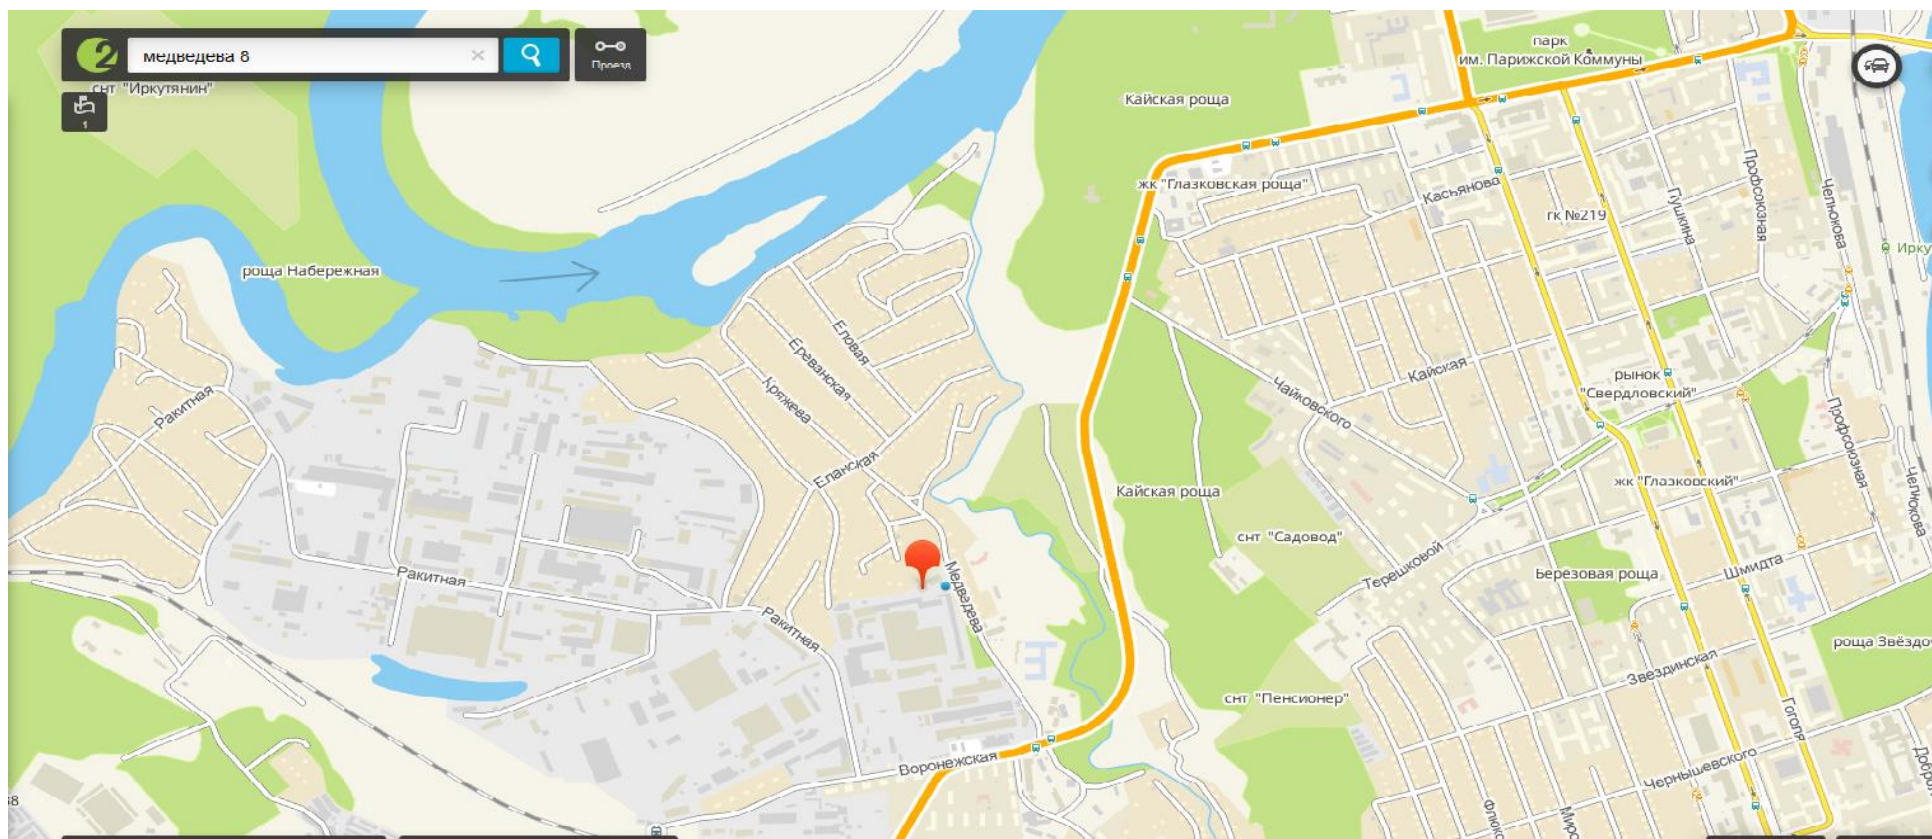 медведева 8
Проезд
1
снт "Иркутянин"
парк
им. Парижской Коммуны
Кайская роща
жк "Глазковская роща"
Касьянова
гк №219
Пушкина
Профсоюзная
Челнокова
Ирку
роща Набережная
Еловая
Ереванская
Кряжева
Еланская
Ракитная
Чайковского
Кайская
рынок
"Свердловский"
Профсоюзная
Челнокова
Кайская роща
жк "Глазковский"
снт "Садовод"
Терешковой
Берёзовая роща
Шмидта
Ракитная
Ракитная
Медведева
роща Звёздо
Звездинская
снт "Пенсионер"
Гоголя
Воронежская
Чернышевского